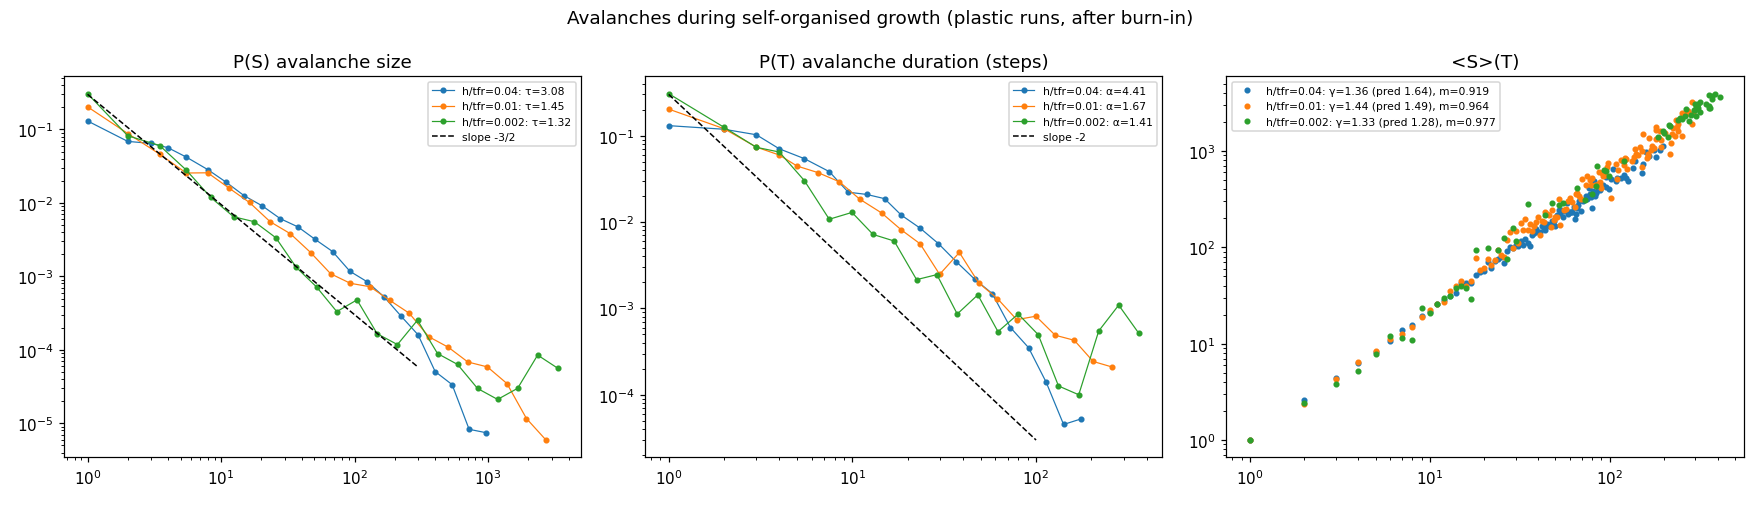 Avalanches during self-organised growth (plastic runs, after burn-in)
P(S) avalanche size
h/tfr=0.04: τ=3.08
h/tfr=0.01: τ=1.45
h/tfr=0.002: τ=1.32
slope -3/2
10⁻¹
10⁻²
10⁻³
10⁻⁴
10⁻⁵
10⁰
10¹
10²
10³
P(T) avalanche duration (steps)
h/tfr=0.04: α=4.41
h/tfr=0.01: α=1.67
h/tfr=0.002: α=1.41
slope -2
10⁻¹
10⁻²
10⁻³
10⁻⁴
10⁰
10¹
10²
<S>(T)
h/tfr=0.04: γ=1.36 (pred 1.64), m=0.919
h/tfr=0.01: γ=1.44 (pred 1.49), m=0.964
h/tfr=0.002: γ=1.33 (pred 1.28), m=0.977
10³
10²
10¹
10⁰
10⁰
10¹
10²